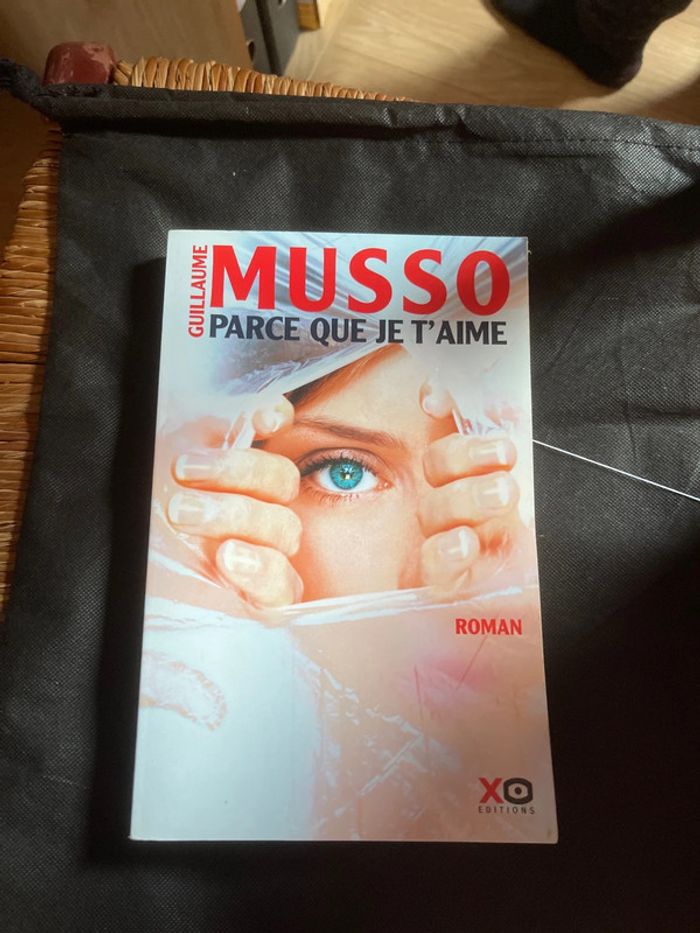 GUILLAUME
MUSSO
PARCE QUE JE T'AIME
ROMAN
XO
EDITIONS